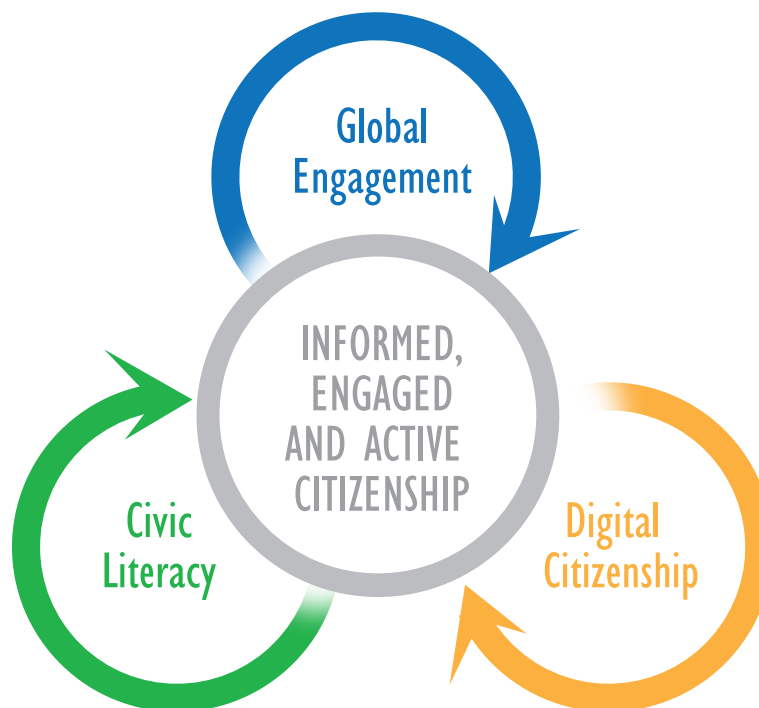 Global
Engagement
INFORMED,
ENGAGED
AND ACTIVE
CITIZENSHIP
Civic
Literacy
Digital
Citizenship